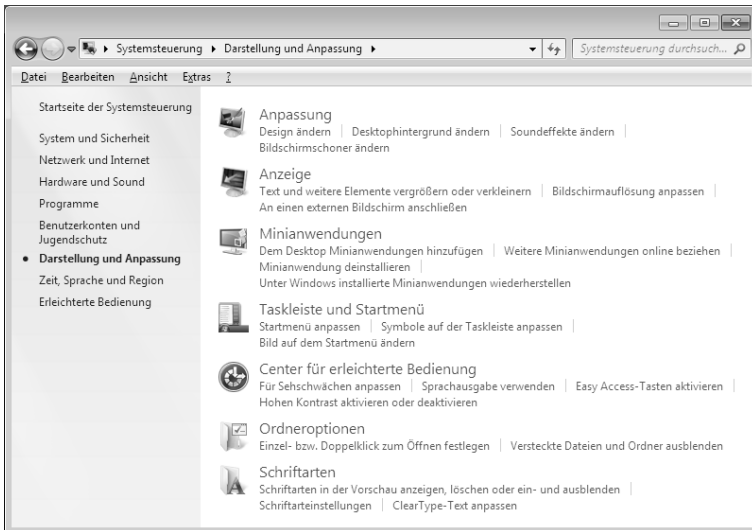 Systemsteuerung Darstellung und Anpassung
Systemsteuerung durchsuch...
Datei Bearbeiten Ansicht Extras ?
Startseite der Systemsteuerung
System und Sicherheit
Netzwerk und Internet
Hardware und Sound
Programme
Benutzerkonten und
Jugendschutz
Darstellung und Anpassung
Zeit, Sprache und Region
Erleichterte Bedienung
Anpassung
Design ändern | Desktophintergrund ändern | Soundeffekte ändern |
Bildschirmschoner ändern
Anzeige
Text und weitere Elemente vergrößern oder verkleinern | Bildschirmauflösung anpassen |
An einen externen Bildschirm anschließen
Minianwendungen
Dem Desktop Minianwendungen hinzufügen | Weitere Minianwendungen online beziehen |
Minianwendung deinstallieren |
Unter Windows installierte Minianwendungen wiederherstellen
Taskleiste und Startmenü
Startmenü anpassen | Symbole auf der Taskleiste anpassen |
Bild auf dem Startmenü ändern
Center für erleichterte Bedienung
Für Sehschwächen anpassen | Sprachausgabe verwenden | Easy Access-Tasten aktivieren |
Hohen Kontrast aktivieren oder deaktivieren
Ordneroptionen
Einzel- bzw. Doppelklick zum Öffnen festlegen | Versteckte Dateien und Ordner ausblenden
Schriftarten
Schriftarten in der Vorschau anzeigen, löschen oder ein- und ausblenden |
Schriftarteinstellungen | ClearType-Text anpassen